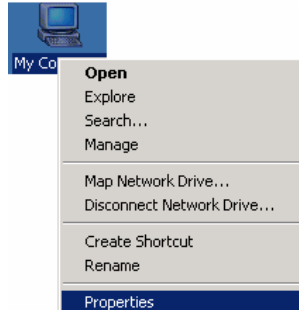 My Co
Open
Explore
Search...
Manage
Map Network Drive...
Disconnect Network Drive...
Create Shortcut
Rename
Properties